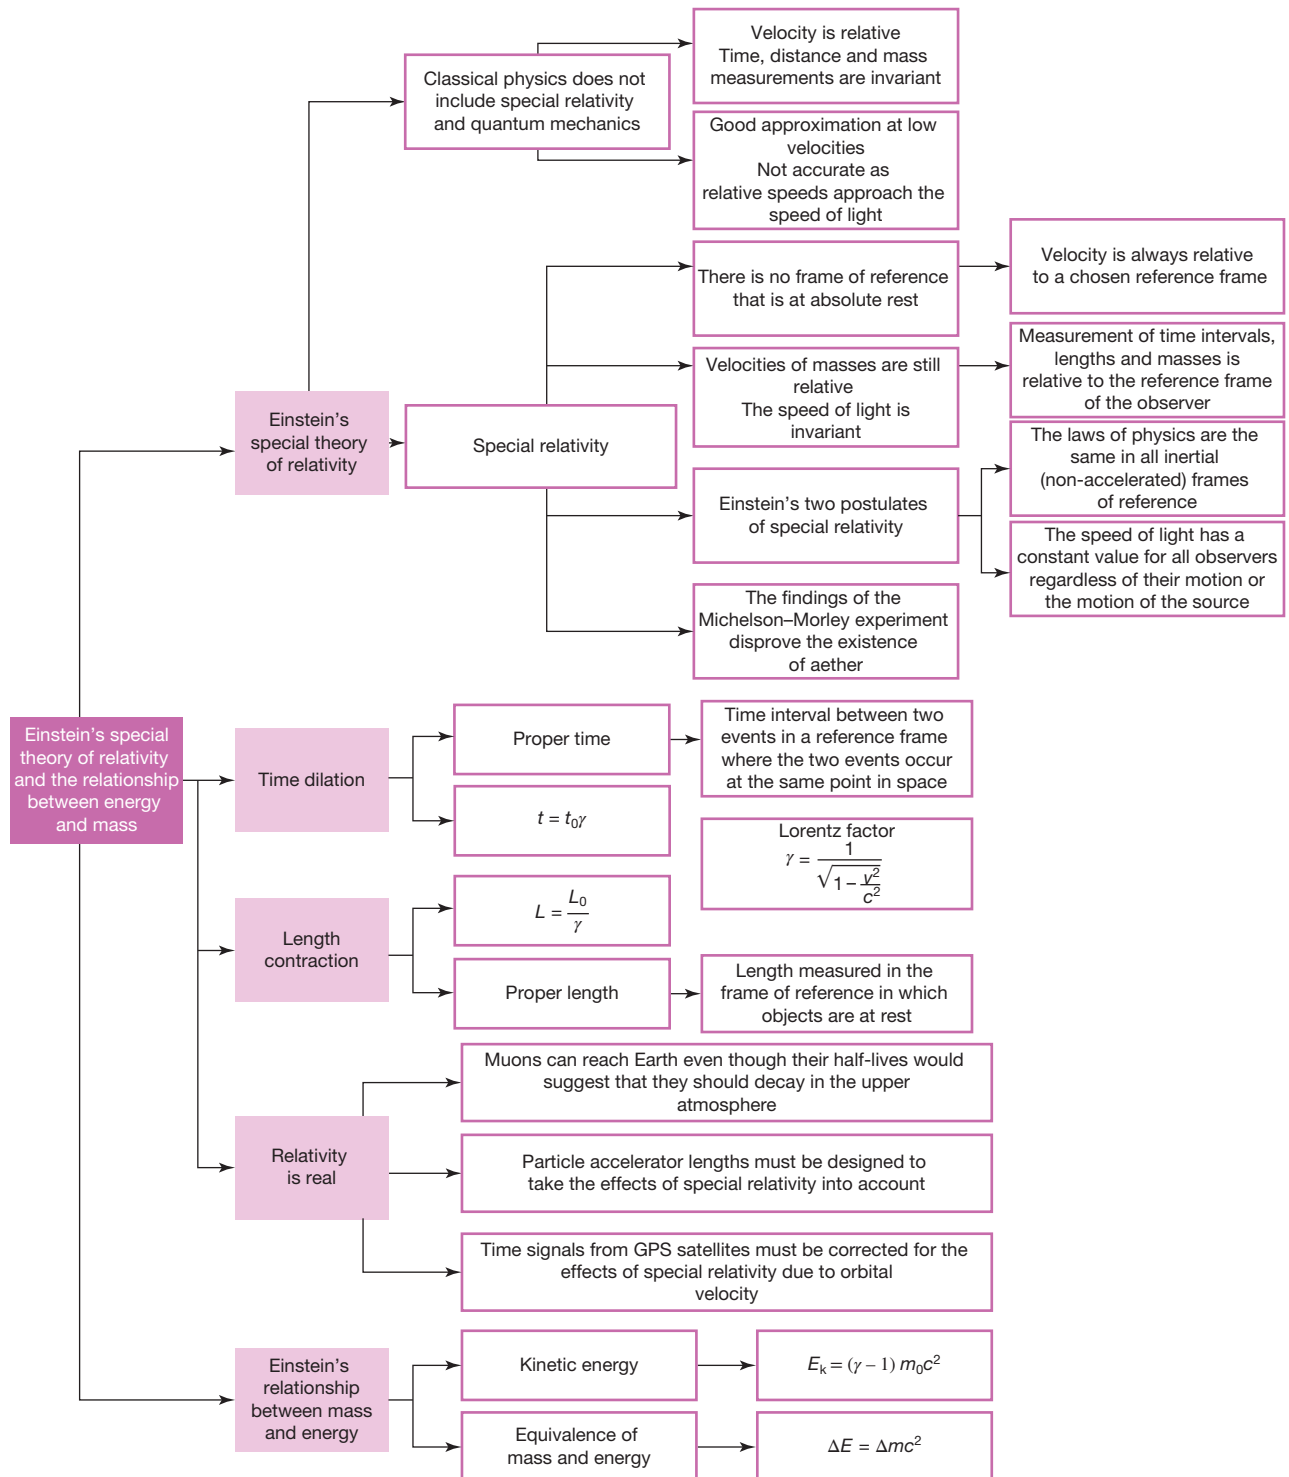 Einstein's special
theory of relativity
and the relationship
between energy
and mass
Einstein's
special theory
of relativity
Classical physics does not
include special relativity
and quantum mechanics
Velocity is relative
Time, distance and mass
measurements are invariant
Good approximation at low
velocities
Not accurate as
relative speeds approach the
speed of light
Special relativity
There is no frame of reference
that is at absolute rest
Velocity is always relative
to a chosen reference frame
Velocities of masses are still
relative
The speed of light is
invariant
Measurement of time intervals,
lengths and masses is
relative to the reference frame
of the observer
Einstein's two postulates
of special relativity
The laws of physics are the
same in all inertial
(non-accelerated) frames
of reference
The speed of light has a
constant value for all observers
regardless of their motion or
the motion of the source
The findings of the
Michelson–Morley experiment
disprove the existence
of aether
Time dilation
Proper time
Time interval between two
events in a reference frame
where the two events occur
at the same point in space
t = t₀γ
Lorentz factor
γ = 1/√(1 – v²/c²)
Length
contraction
L = L₀/γ
Proper length
Length measured in the
frame of reference in which
objects are at rest
Relativity
is real
Muons can reach Earth even though their half-lives would
suggest that they should decay in the upper
atmosphere
Particle accelerator lengths must be designed to
take the effects of special relativity into account
Time signals from GPS satellites must be corrected for the
effects of special relativity due to orbital
velocity
Einstein's
relationship
between mass
and energy
Kinetic energy
Eₖ = (γ – 1) m₀c²
Equivalence of
mass and energy
ΔE = Δmc²